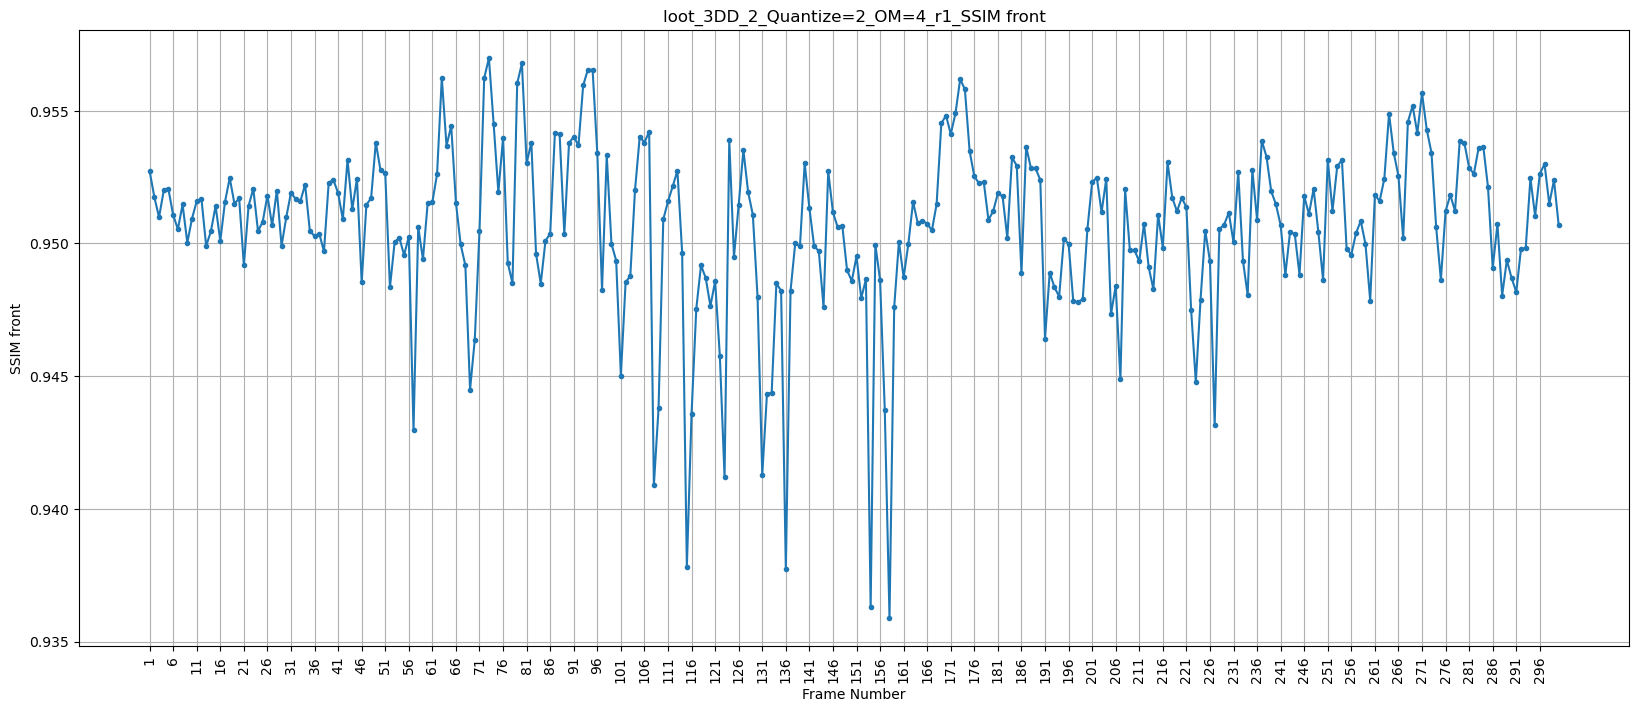 loot_3DD_2_Quantize=2_OM=4_r1_SSIM front
0.955
0.950
0.945
0.940
0.935
SSIM front
1 6 11 16 21 26 31 36 41 46 51 56 61 66 71 76 81 86 91 96 101 106 111 116 121 126 131 136 141 146 151 156 161 166 171 176 181 186 191 196 201 206 211 216 221 226 231 236 241 246 251 256 261 266 271 276 281 286 291 296
Frame Number